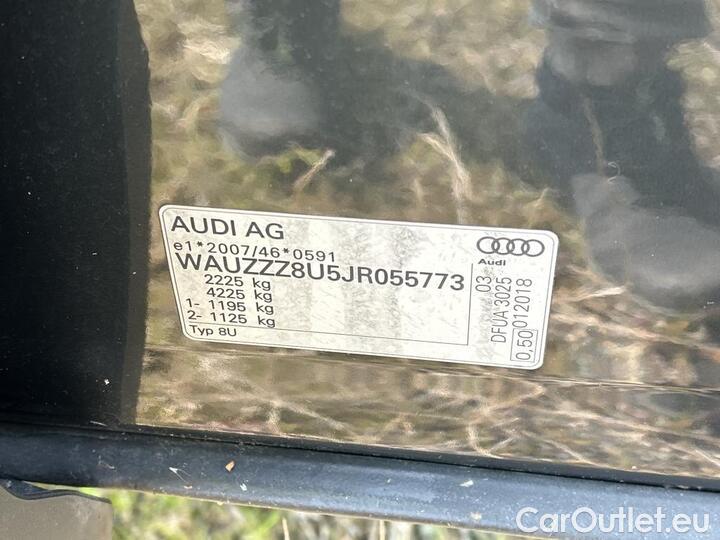 AUDI AG
e1*2007/46*0591
WAUZZZ8U5JR055773
2225 kg
4225 kg
1- 1195 kg
2- 1125 kg
Typ 8U
Audi
03
DFUA 3025
0,50 012018
CarOutlet.eu